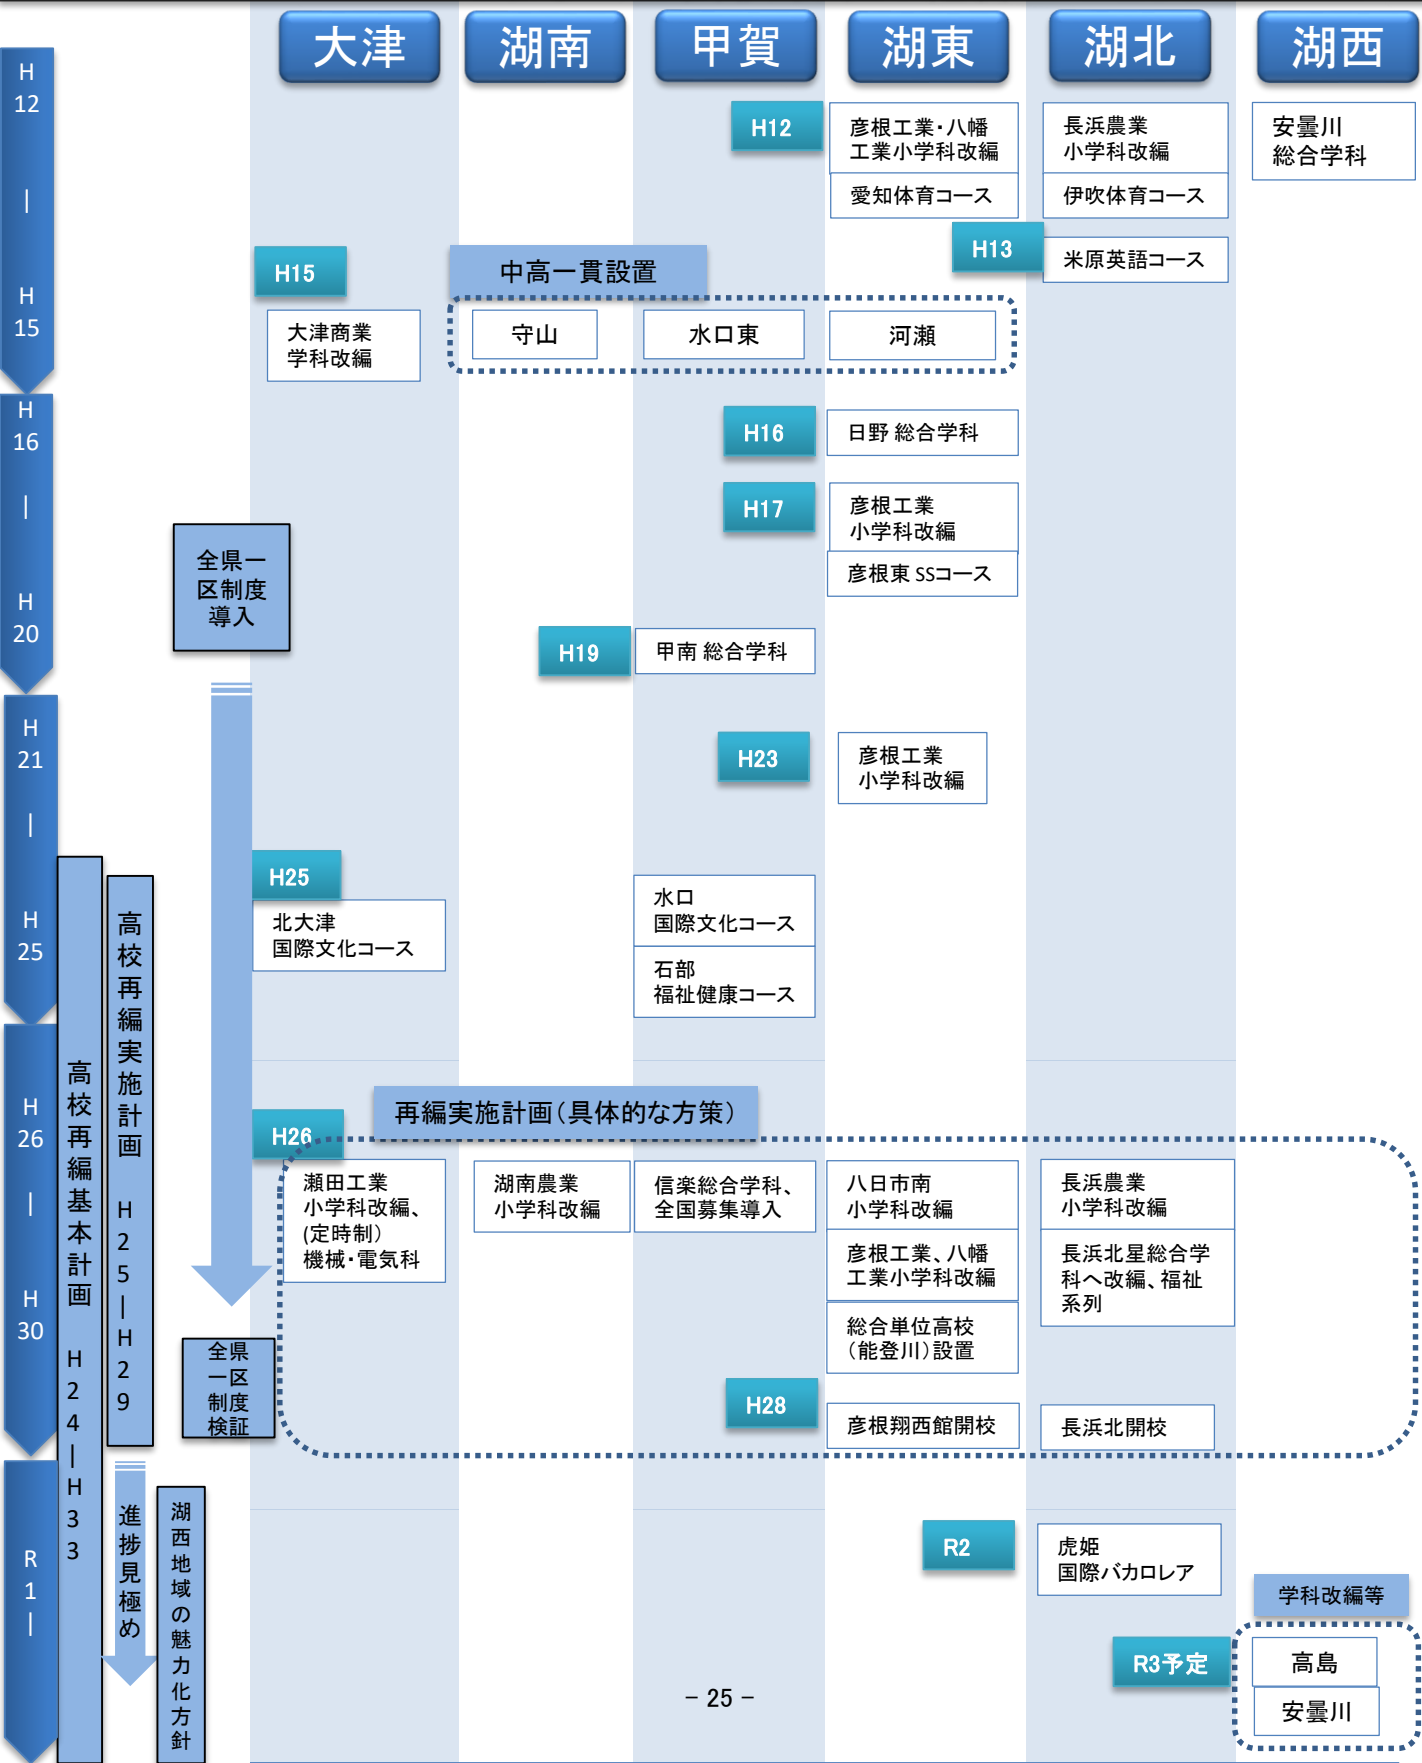 大津
湖南
甲賀
湖東
湖北
湖西
H
12
|
H
15
H12
彦根工業・八幡
工業小学科改編
愛知体育コース
長浜農業
小学科改編
伊吹体育コース
安曇川
総合学科
H13
米原英語コース
H15
大津商業
学科改編
中高一貫設置
守山
水口東
河瀬
H
16
|
H
20
H16
日野 総合学科
H17
彦根工業
小学科改編
彦根東 SSコース
全県一
区制度
導入
H19
甲南 総合学科
H
21
|
H
25
H23
彦根工業
小学科改編
H25
北大津
国際文化コース
水口
国際文化コース
石部
福祉健康コース
高校再編基本計画 H24|H33
高校再編実施計画 H25|H29
H
26
|
H
30
再編実施計画(具体的な方策)
H26
瀬田工業
小学科改編、
(定時制)
機械・電気科
湖南農業
小学科改編
信楽総合学科、
全国募集導入
八日市南
小学科改編
彦根工業、八幡
工業小学科改編
総合単位高校
(能登川)設置
長浜農業
小学科改編
長浜北星総合学
科へ改編、福祉
系列
全県
一区
制度
検証
H28
彦根翔西館開校
長浜北開校
R
1
|
進捗見極め
湖西地域の魅力化方針
R2
虎姫
国際バカロレア
学科改編等
R3予定
高島
安曇川
- 25 -